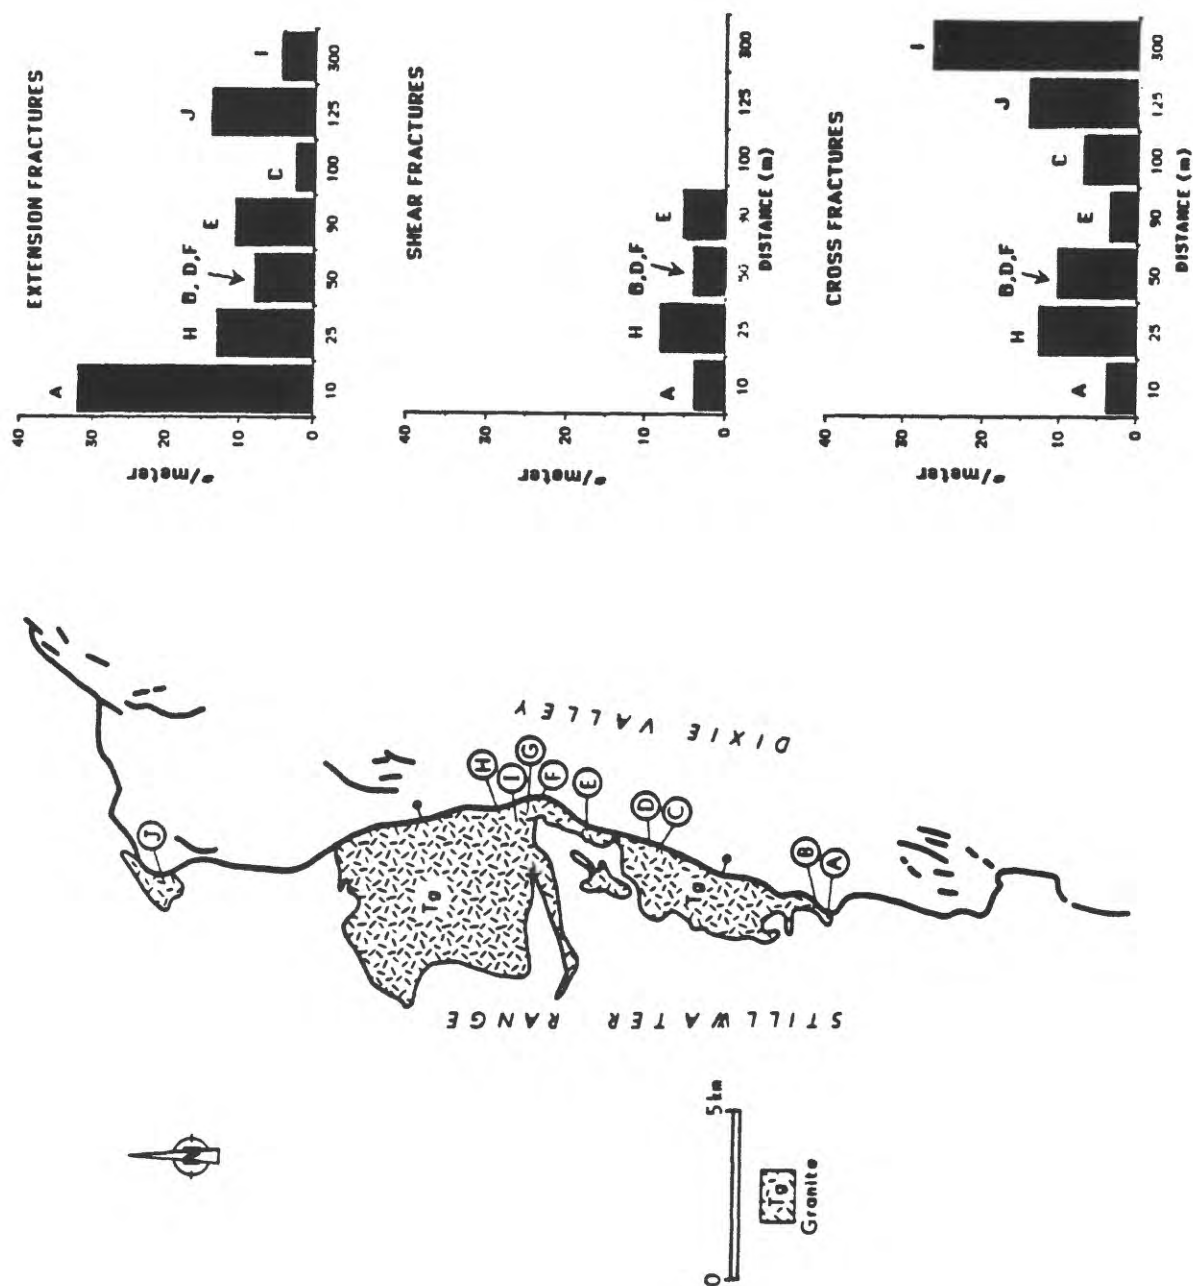 EXTENSION FRACTURES
#/meter
40
30
20
10
0
A
H
B, D, F
E
C
J
I
10
25
50
90
100
125
300
SHEAR FRACTURES
#/meter
40
30
20
10
0
A
H
B,D,F
E
10
25
50
90
100
125
300
DISTANCE (m)
CROSS FRACTURES
#/meter
40
30
20
10
0
A
H
B,D,F
E
C
J
I
10
25
50
90
100
125
300
DISTANCE (m)
DIXIE VALLEY
STILLWATER RANGE
J
H
I
G
F
E
D
C
B
A
Tg
Tg
N
0 5 km
Tg
Granite